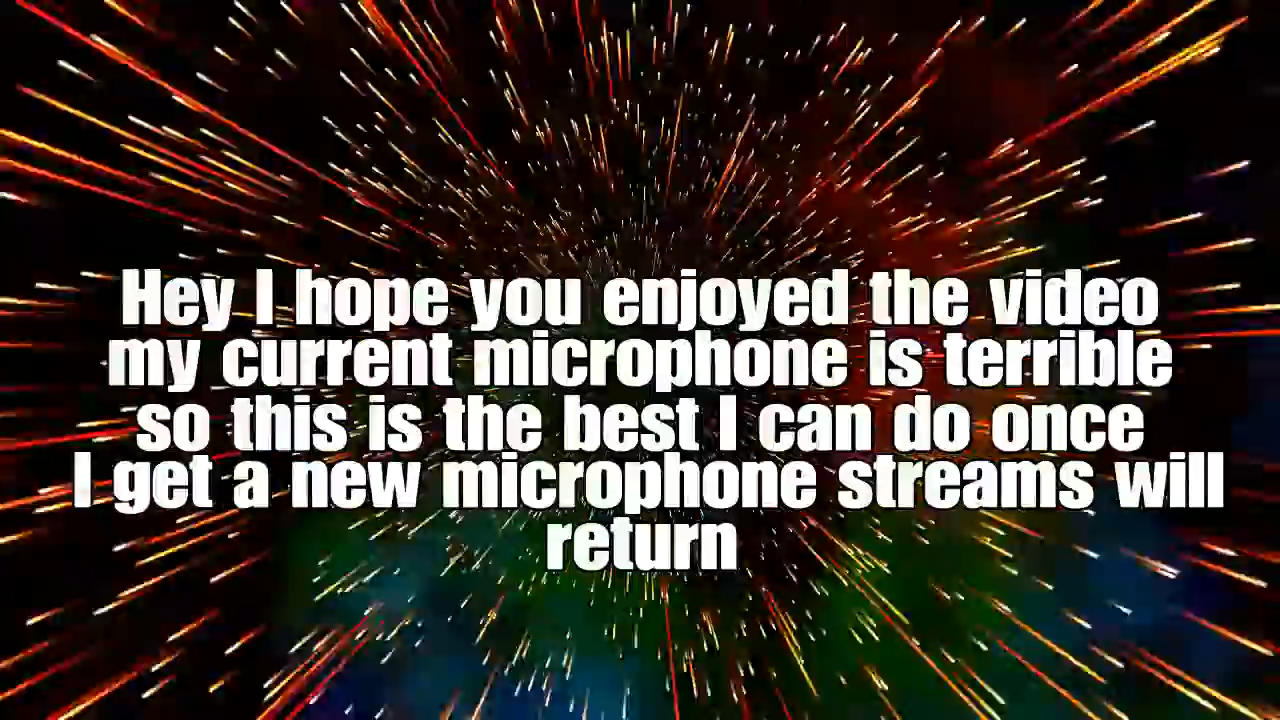 Hey I hope you enjoyed the video
my current microphone is terrible
so this is the best I can do once
I get a new microphone streams will
return